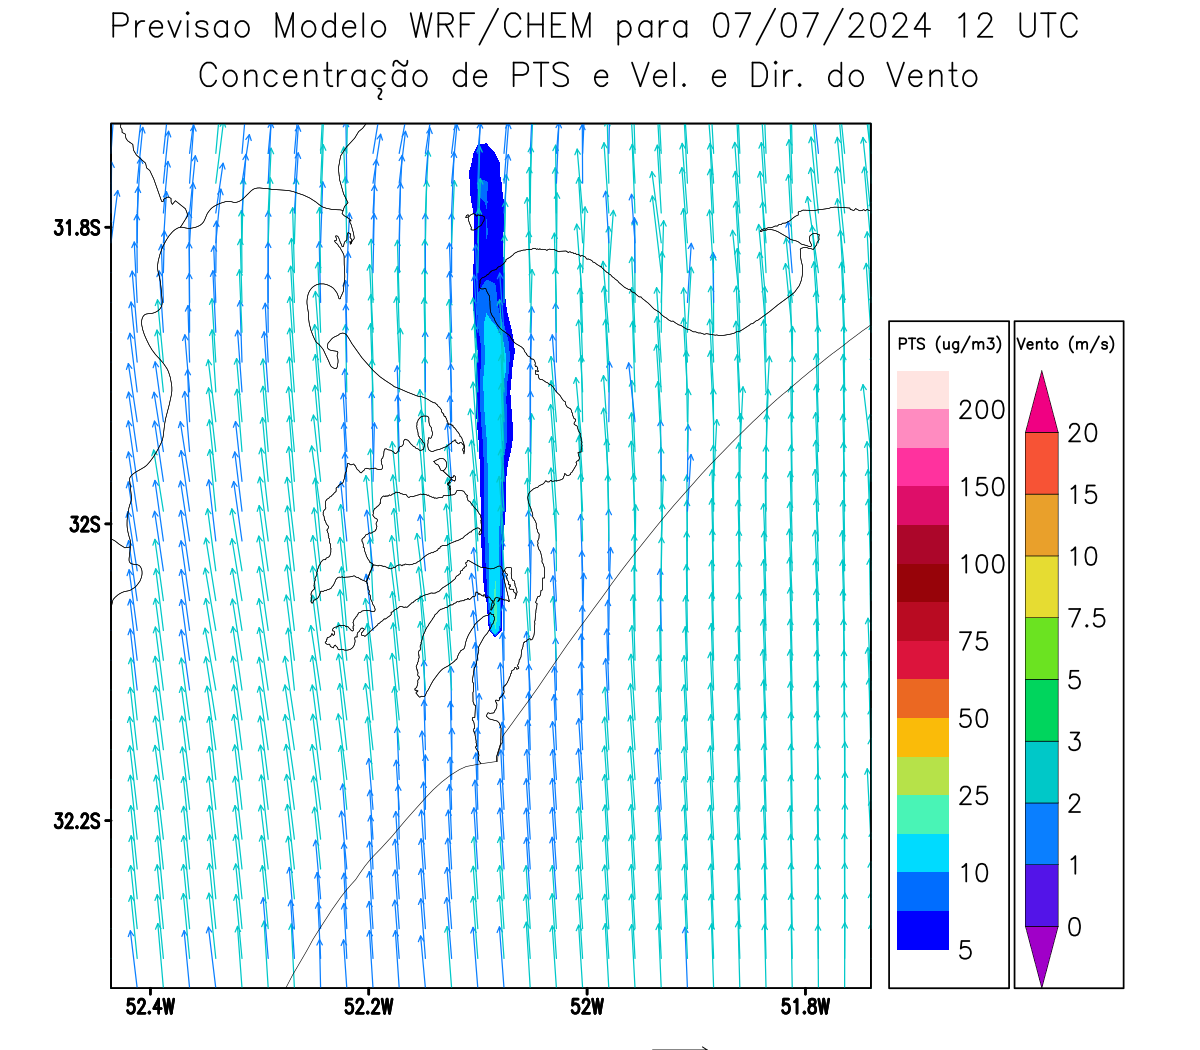 Previsao Modelo WRF/CHEM para 07/07/2024 12 UTC
Concentração de PTS e Vel. e Dir. do Vento
31.8S
32S
32.2S
52.4W 52.2W 52W 51.8W
PTS (ug/m3)
200
150
100
75
50
25
10
5
Vento (m/s)
20
15
10
7.5
5
3
2
1
0